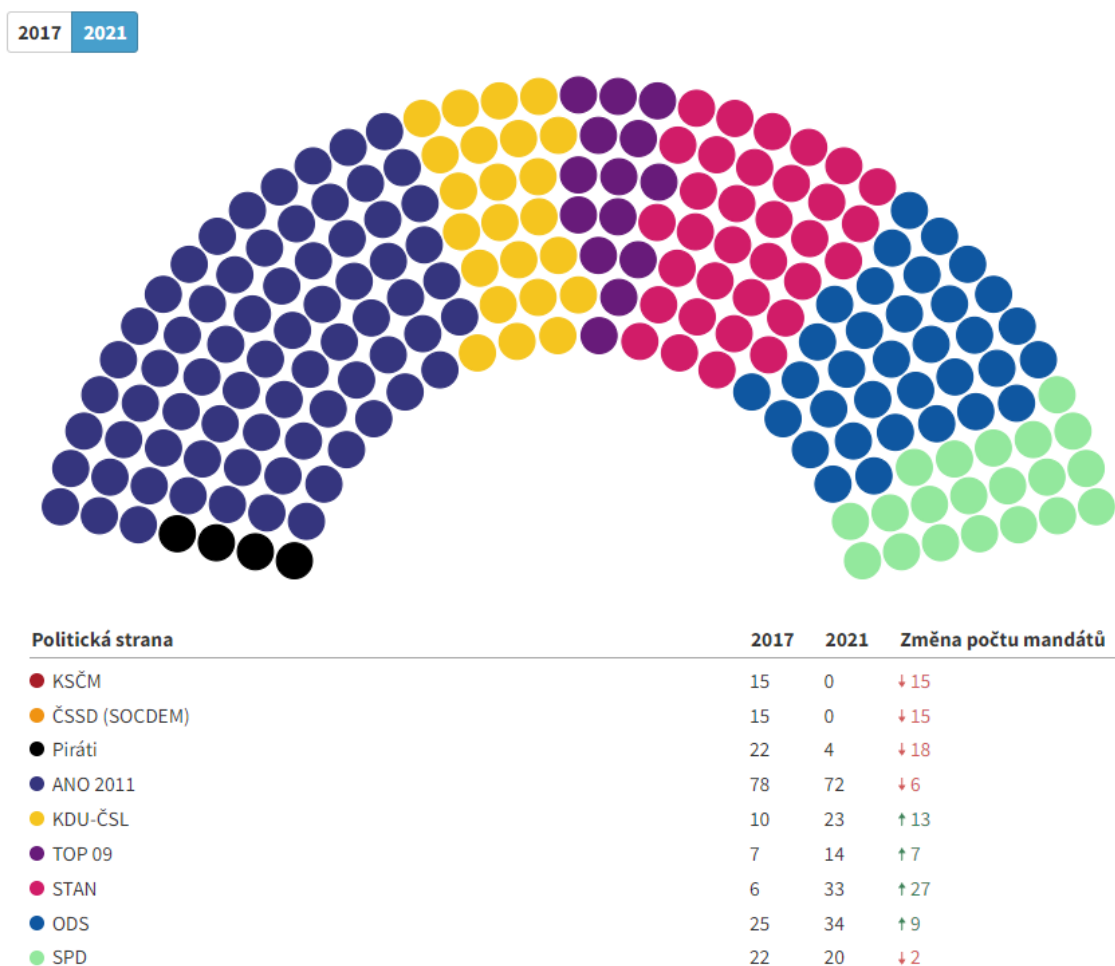 2017 2021
Politická strana 2017 2021 Změna počtu mandátů
KSČM 15 0 ↓ 15
ČSSD (SOCDEM) 15 0 ↓ 15
Piráti 22 4 ↓ 18
ANO 2011 78 72 ↓ 6
KDU-ČSL 10 23 ↑ 13
TOP 09 7 14 ↑ 7
STAN 6 33 ↑ 27
ODS 25 34 ↑ 9
SPD 22 20 ↓ 2